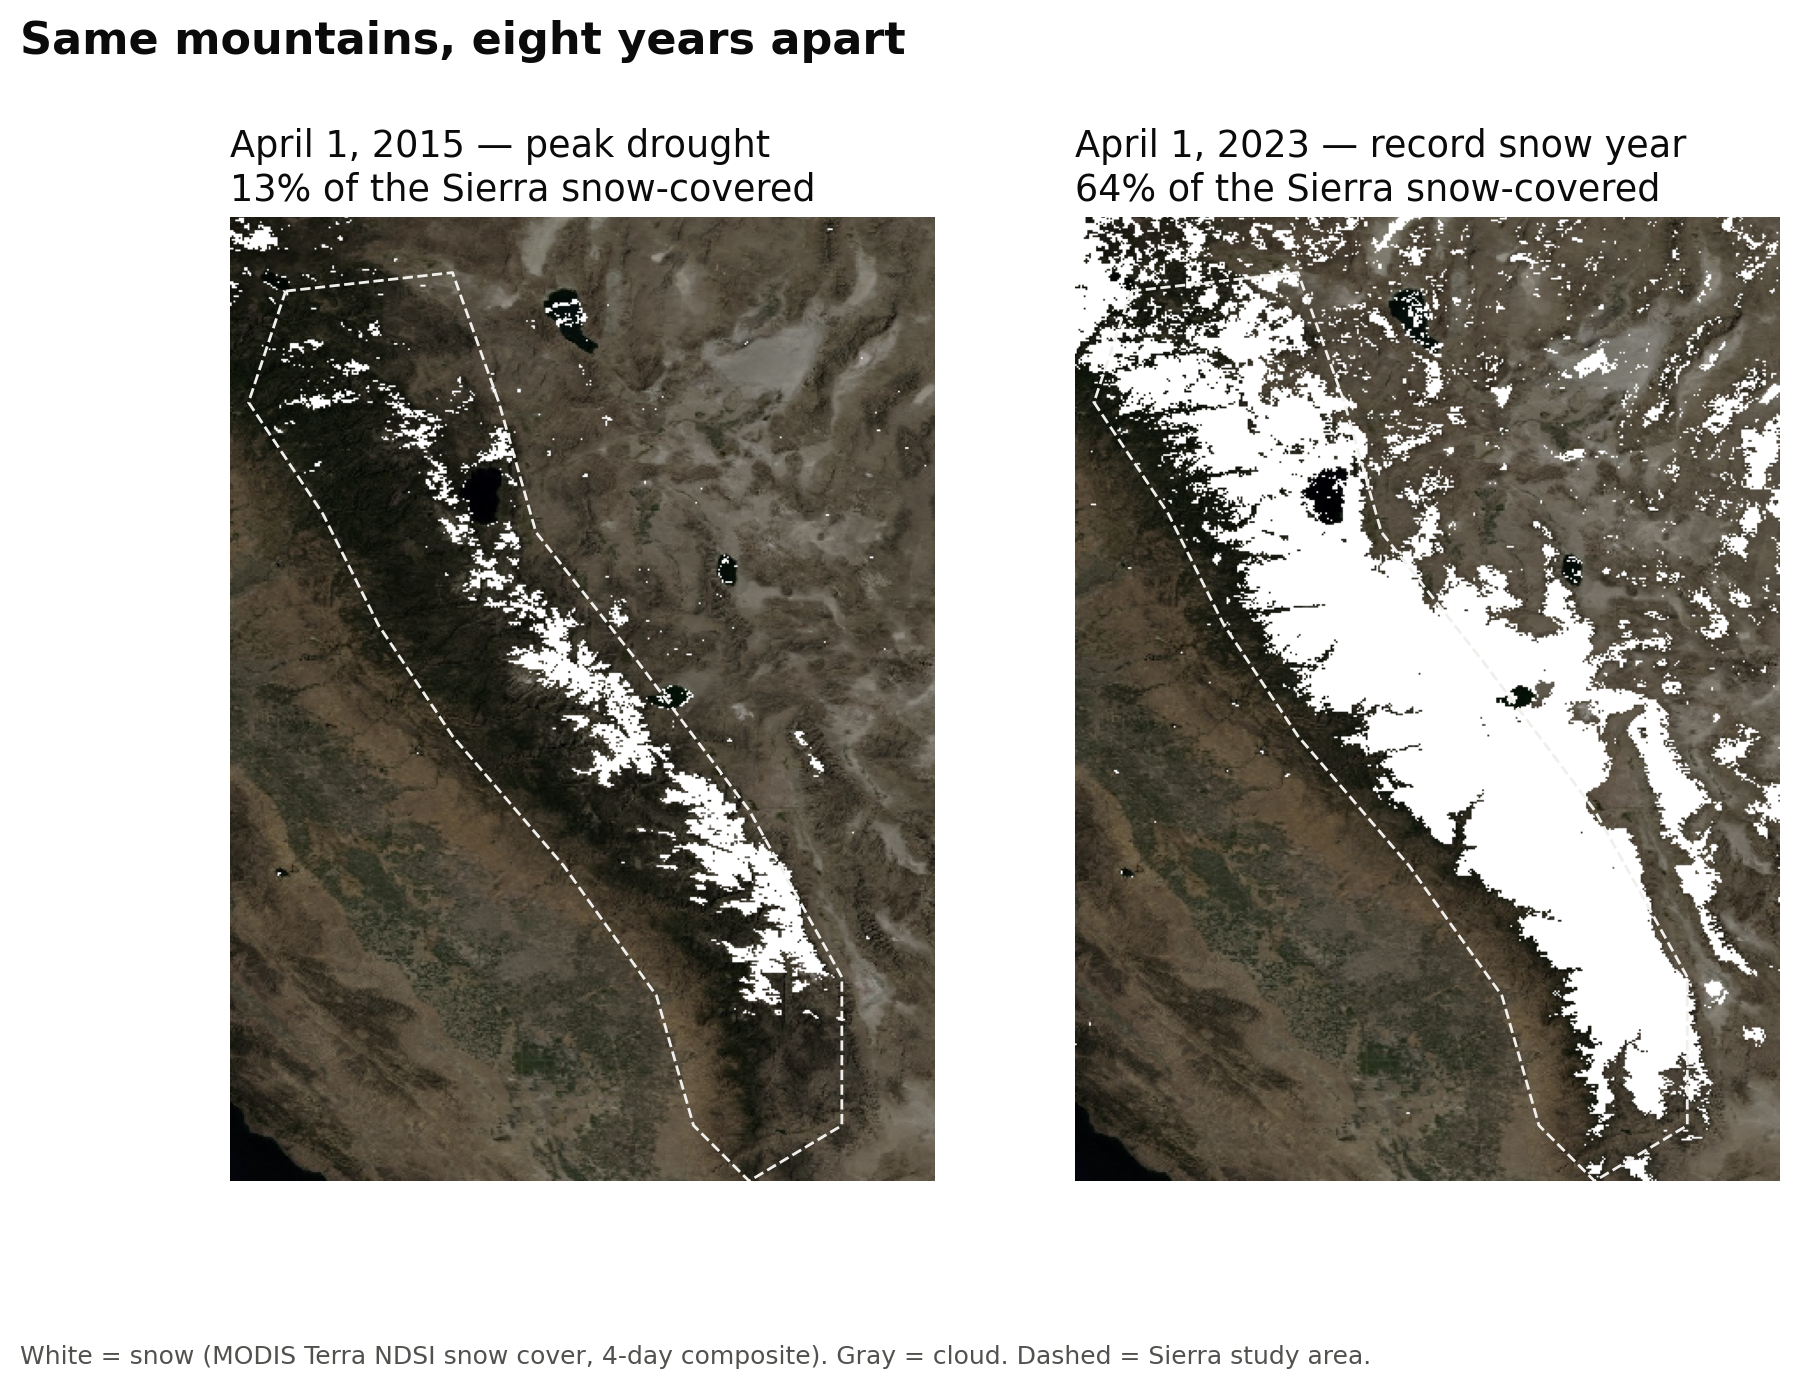 Same mountains, eight years apart
April 1, 2015 — peak drought
13% of the Sierra snow-covered
April 1, 2023 — record snow year
64% of the Sierra snow-covered
White = snow (MODIS Terra NDSI snow cover, 4-day composite). Gray = cloud. Dashed = Sierra study area.